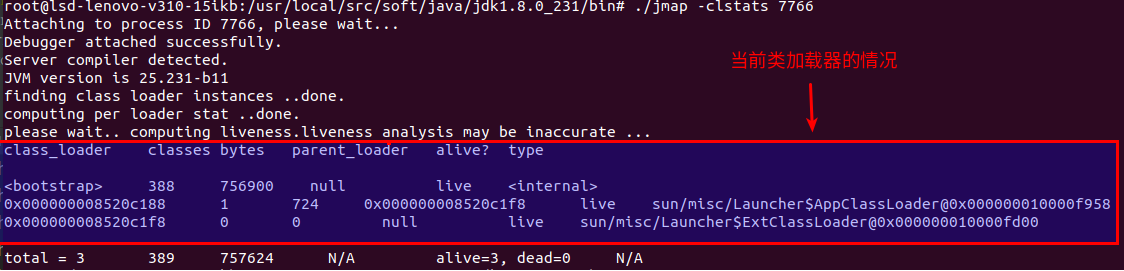 root@lsd-lenovo-v310-15ikb:/usr/local/src/soft/java/jdk1.8.0_231/bin# ./jmap -clstats 7766
Attaching to process ID 7766, please wait...
Debugger attached successfully.
Server compiler detected.
JVM version is 25.231-b11
当前类加载器的情况
finding class loader instances ..done.
computing per loader stat ..done.
please wait.. computing liveness.liveness analysis may be inaccurate ...
class_loader classes bytes parent_loader alive? type
<bootstrap> 388 756900 null live <internal>
0x000000008520c188 1 724 0x000000008520c1f8 live sun/misc/Launcher$AppClassLoader@0x000000010000f958
0x000000008520c1f8 0 0 null live sun/misc/Launcher$ExtClassLoader@0x000000010000fd00
total = 3 389 757624 N/A alive=3, dead=0 N/A